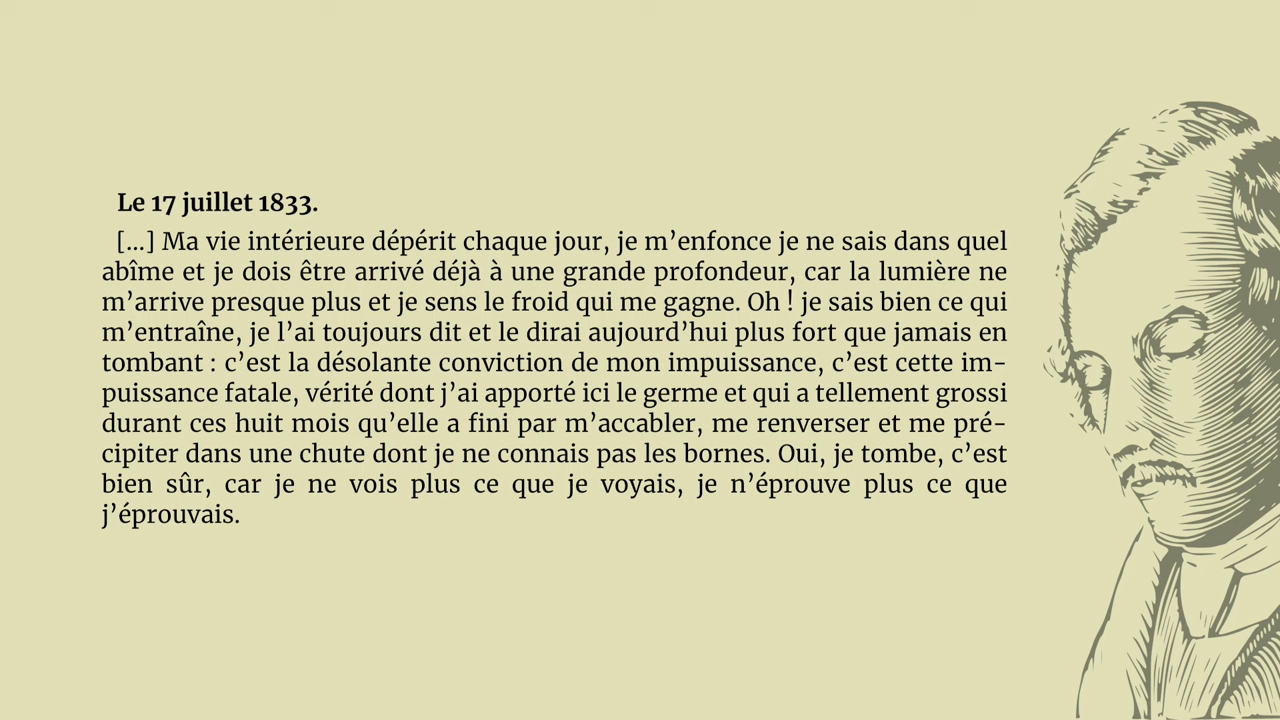 Le 17 juillet 1833.
[...] Ma vie intérieure dépérit chaque jour, je m’enfonce je ne sais dans quel
abîme et je dois être arrivé déjà à une grande profondeur, car la lumière ne
m’arrive presque plus et je sens le froid qui me gagne. Oh ! je sais bien ce qui
m’entraîne, je l’ai toujours dit et le dirai aujourd’hui plus fort que jamais en
tombant : c’est la désolante conviction de mon impuissance, c’est cette im-
puissance fatale, vérité dont j’ai apporté ici le germe et qui a tellement grossi
durant ces huit mois qu’elle a fini par m’accabler, me renverser et me pré-
cipiter dans une chute dont je ne connais pas les bornes. Oui, je tombe, c’est
bien sûr, car je ne vois plus ce que je voyais, je n’éprouve plus ce que
j’éprouvais.